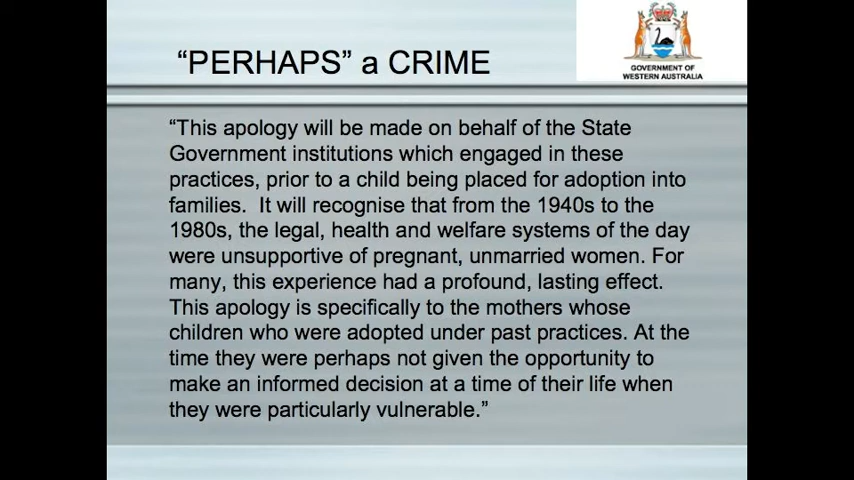 “PERHAPS” a CRIME
GOVERNMENT OF
WESTERN AUSTRALIA
“This apology will be made on behalf of the State
Government institutions which engaged in these
practices, prior to a child being placed for adoption into
families.  It will recognise that from the 1940s to the
1980s, the legal, health and welfare systems of the day
were unsupportive of pregnant, unmarried women. For
many, this experience had a profound, lasting effect.
This apology is specifically to the mothers whose
children who were adopted under past practices. At the
time they were perhaps not given the opportunity to
make an informed decision at a time of their life when
they were particularly vulnerable.”